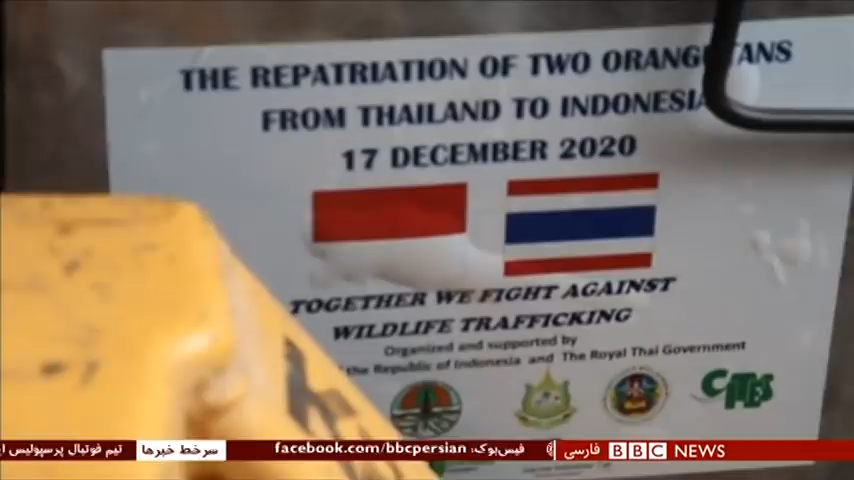 THE REPATRIATION OF TWO ORANGUTANS
FROM THAILAND TO INDONESIA
17 DECEMBER 2020
TOGETHER WE FIGHT AGAINST
WILDLIFE TRAFFICKING
Organized and supported by
the Republic of Indonesia and The Royal Thai Government
CITES
تیم فوتبال پرسپولیس سرخط خبرها facebook.com/bbcpersian :فیس‌بوک فارسی BBC NEWS